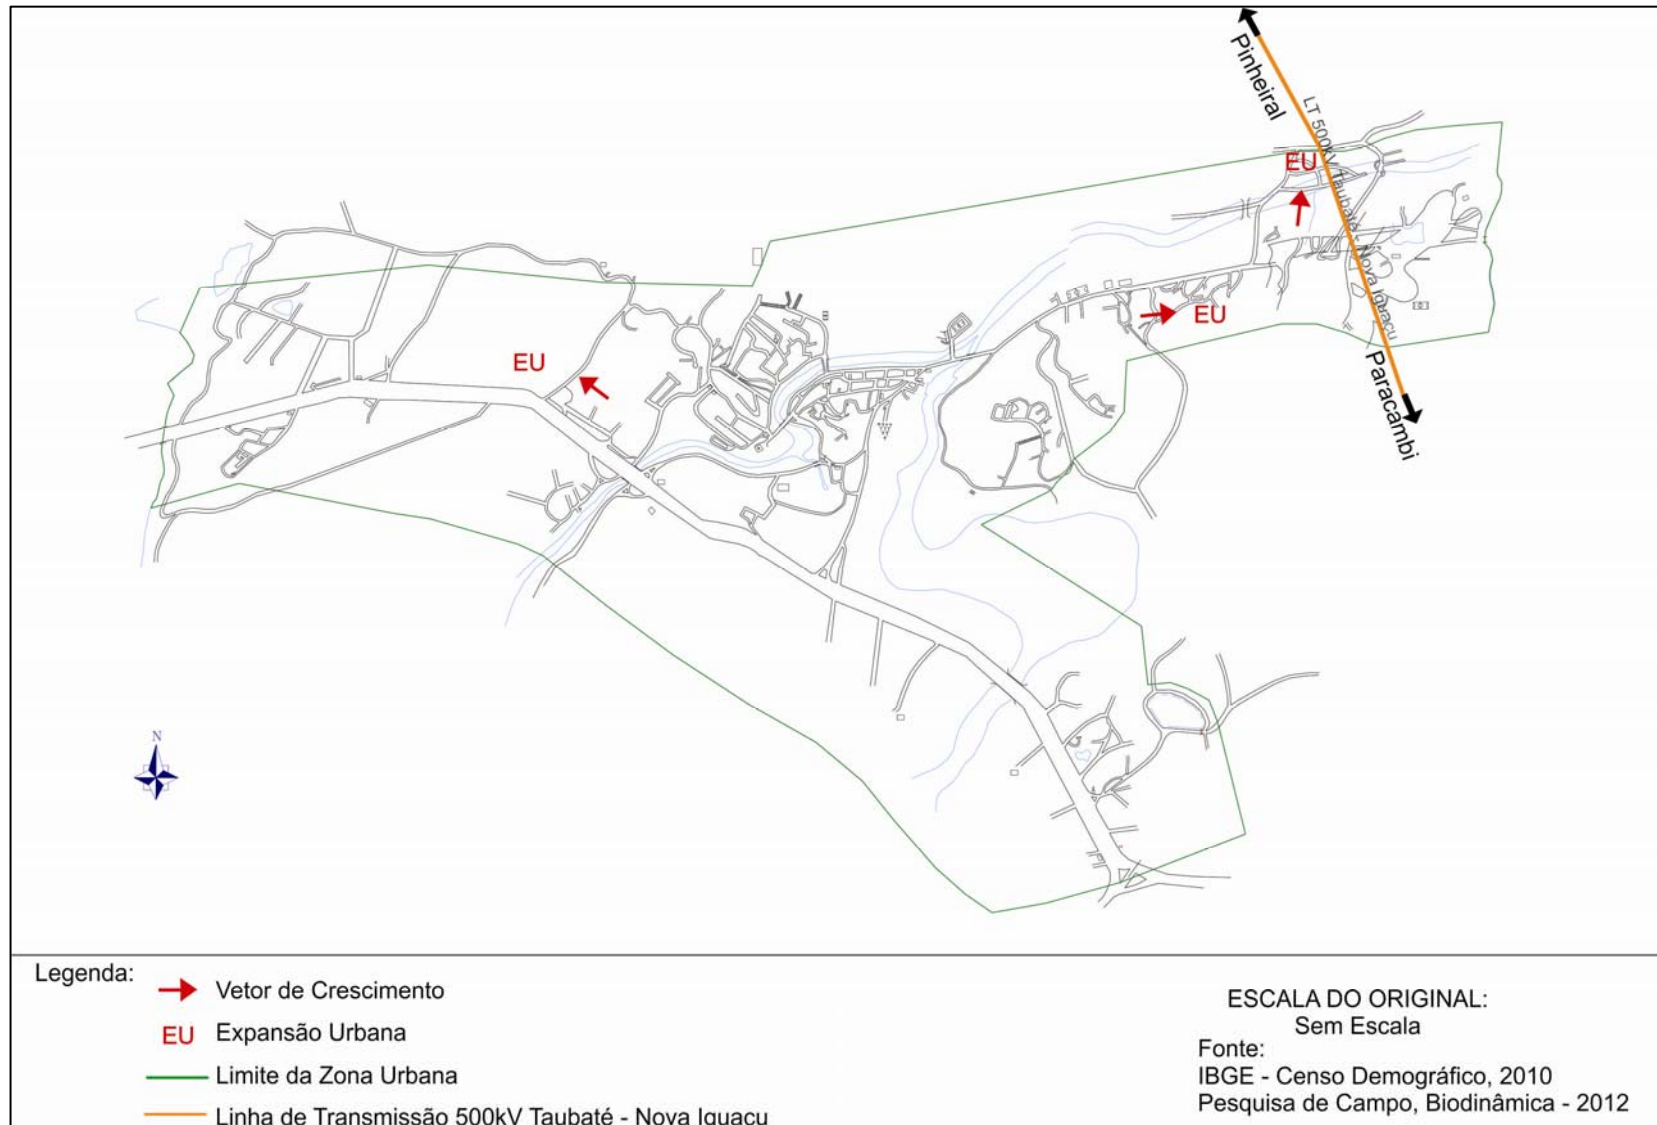 Pinheiral
LT 500kV Taubaté - Nova Iguaçu
EU
EU
EU
Paracambi
N
Legenda:
Vetor de Crescimento
EU Expansão Urbana
Limite da Zona Urbana
Linha de Transmissão 500kV Taubaté - Nova Iguaçu
ESCALA DO ORIGINAL:
Sem Escala
Fonte:
IBGE - Censo Demográfico, 2010
Pesquisa de Campo, Biodinâmica - 2012